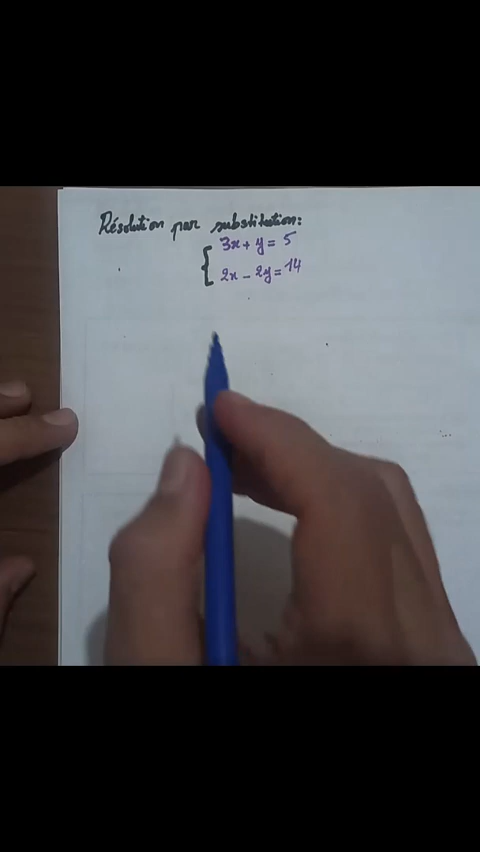 Résolution par substitution:
3x + y = 5
2x - 2y = 14